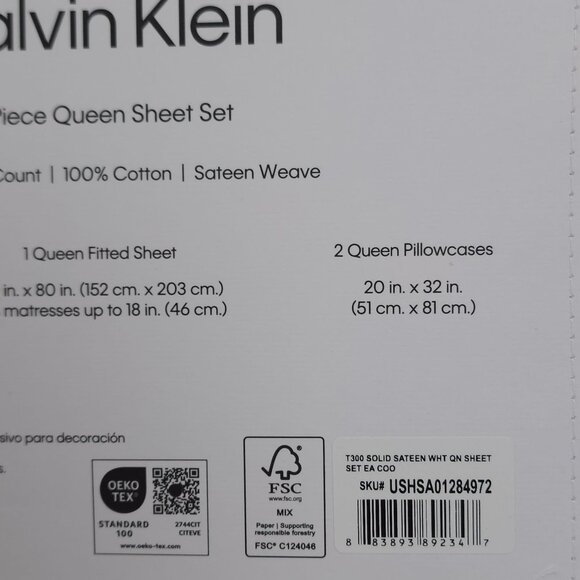 alvin Klein
Piece Queen Sheet Set
Count | 100% Cotton | Sateen Weave
1 Queen Fitted Sheet
in. x 80 in. (152 cm. x 203 cm.)
matresses up to 18 in. (46 cm.)
2 Queen Pillowcases
20 in. x 32 in.
(51 cm. x 81 cm.)
sivo para decoración
s.
OEKO
TEX®
STANDARD
100
2744CIT
CITEVE
www.oeko-tex.com
FSC
www.fsc.org
MIX
Paper | Supporting
responsible forestry
FSC® C124046
T300 SOLID SATEEN WHT QN SHEET
SET EA COO
SKU# USHSA01284972
8 83893 89234 7